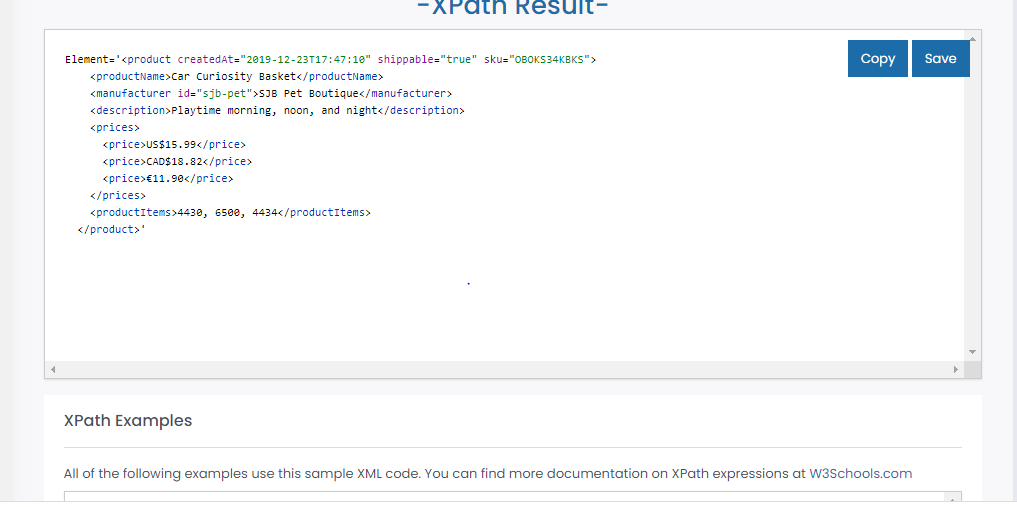 -XPath Result-
Copy
Save
Element='<product createdAt="2019-12-23T17:47:10" shippable="true" sku="OBOKS34KBKS">
<productName>Car Curiosity Basket</productName>
<manufacturer id="sjb-pet">SJB Pet Boutique</manufacturer>
<description>Playtime morning, noon, and night</description>
<prices>
<price>US$15.99</price>
<price>CAD$18.82</price>
<price>€11.90</price>
</prices>
<productItems>4430, 6500, 4434</productItems>
</product>'
XPath Examples
All of the following examples use this sample XML code. You can find more documentation on XPath expressions at W3Schools.com